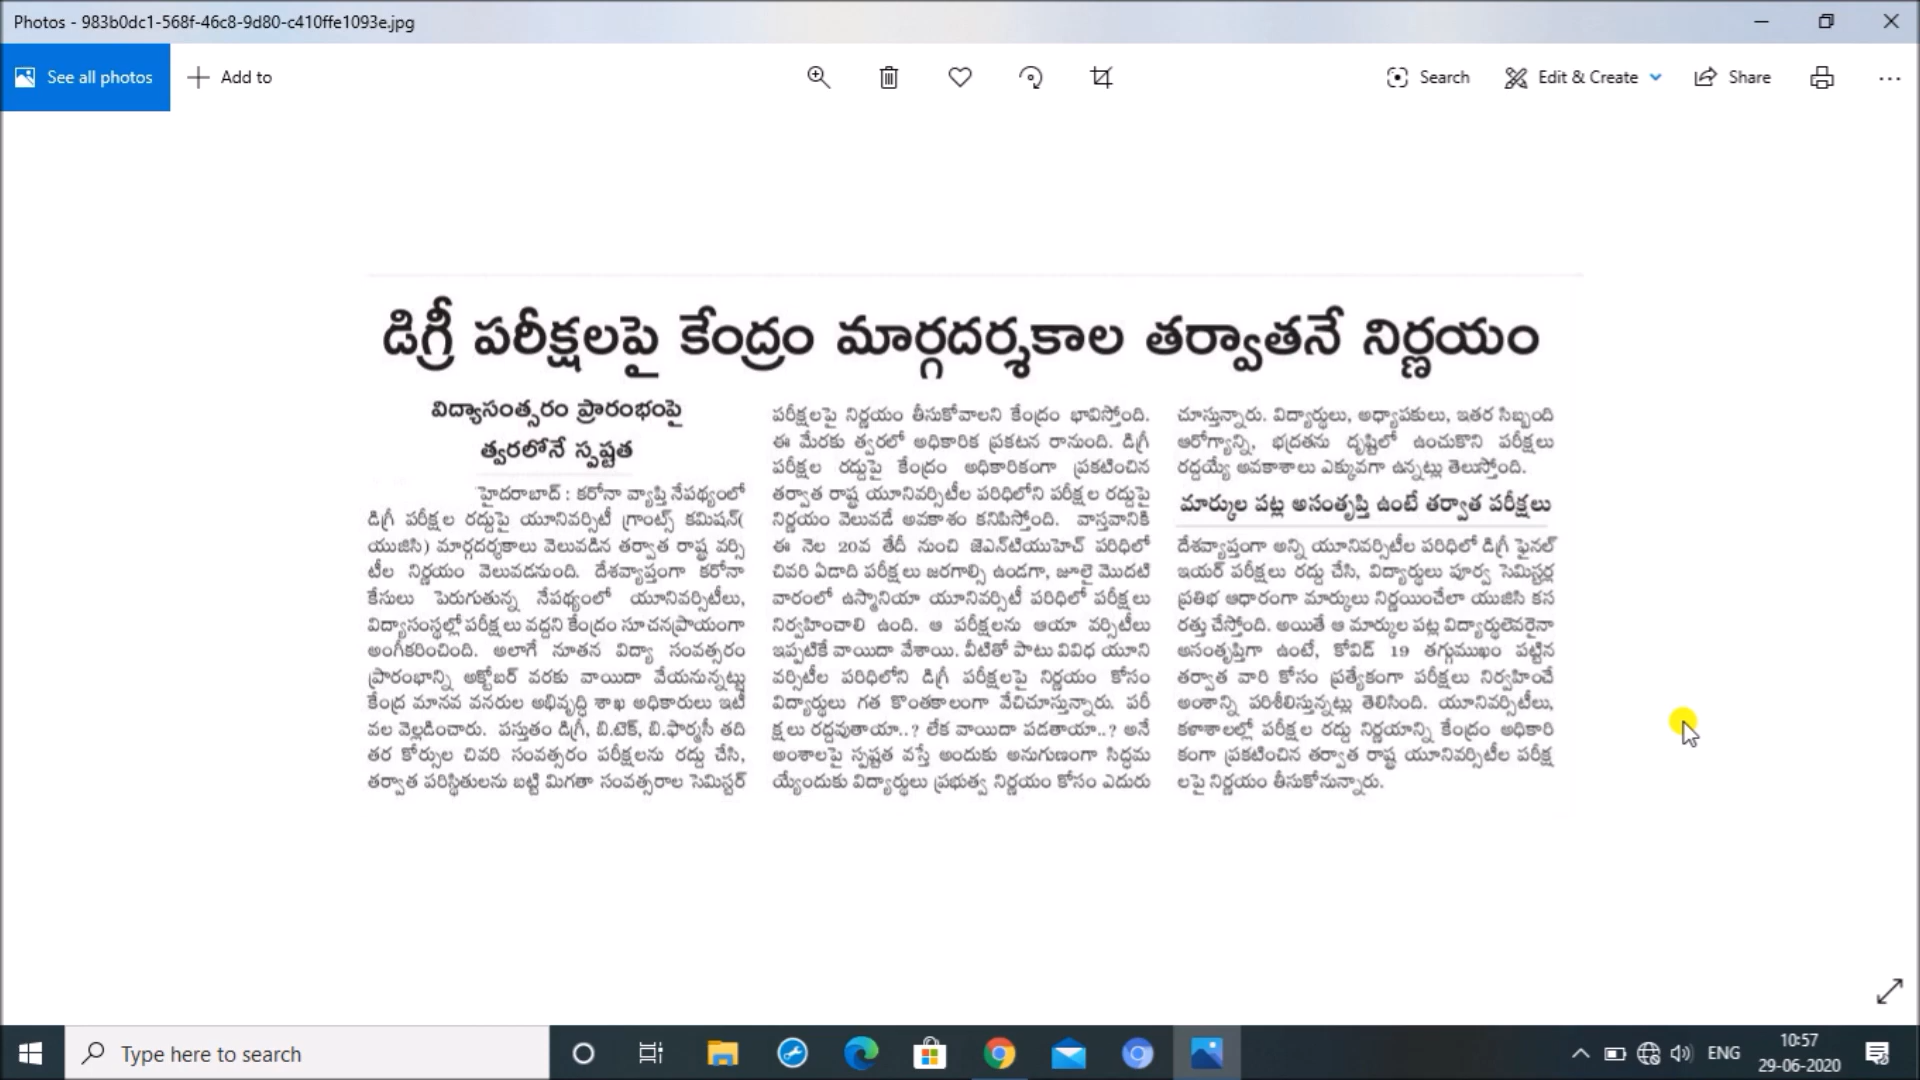 Photos - 983b0dc1-568f-46c8-9d80-c410ffe1093e.jpg
See all photos
Add to
Search
Edit & Create
Share
డిగ్రీ పరీక్షలపై కేంద్రం మార్గదర్శకాల తర్వాతనే నిర్ణయం
విద్యాసంత్సరం ప్రారంభంపై
త్వరలోనే స్పష్టత
హైదరాబాద్ : కరోనా వ్యాప్తి నేపథ్యంలో
డిగ్రీ పరీక్షల రద్దుపై యూనివర్సిటీ గ్రాంట్స్ కమిషన్(
యుజిసి) మార్గదర్శకాలు వెలువడిన తర్వాత రాష్ట్ర వర్సి
టీల నిర్ణయం వెలువడనుంది. దేశవ్యాప్తంగా కరోనా
కేసులు పెరుగుతున్న నేపథ్యంలో యూనివర్సిటీలు,
విద్యాసంస్థల్లో పరీక్షలు వద్దని కేంద్రం సూచనప్రాయంగా
అంగీకరించింది. అలాగే నూతన విద్యా సంవత్సరం
ప్రారంభాన్ని అక్టోబర్ వరకు వాయిదా వేయనున్నట్టు
కేంద్ర మానవ వనరుల అభివృద్ధి శాఖ అధికారులు ఇటీ
వల వెల్లడించారు. పస్తుతం డిగ్రీ, బి.టెక్, బి.ఫార్మసీ తది
తర కోర్సుల చివరి సంవత్సరం పరీక్షలను రద్దు చేసి,
తర్వాత పరిస్థితులను బట్టి మిగతా సంవత్సరాల సెమిస్టర్
పరీక్షలపై నిర్ణయం తీసుకోవాలని కేంద్రం భావిస్తోంది.
ఈ మేరకు త్వరలో అధికారిక ప్రకటన రానుంది. డిగ్రీ
పరీక్షల రద్దుపై కేంద్రం అధికారికంగా ప్రకటించిన
తర్వాత రాష్ట్ర యూనివర్సిటీల పరిధిలోని పరీక్షల రద్దుపై
నిర్ణయం వెలువడే అవకాశం కనిపిస్తోంది. వాస్తవానికి
ఈ నెల 20వ తేదీ నుంచి జెఎన్‌టియుహెచ్ పరిధిలో
చివరి ఏడాది పరీక్షలు జరగాల్సి ఉండగా, జూలై మొదటి
వారంలో ఉస్మానియా యూనివర్సిటీ పరిధిలో పరీక్షలు
నిర్వహించాలి ఉంది. ఆ పరీక్షలను ఆయా వర్సిటీలు
ఇప్పటికే వాయిదా వేశాయి. వీటితో పాటు వివిధ యూని
వర్సిటీల పరిధిలోని డిగ్రీ పరీక్షలపై నిర్ణయం కోసం
విద్యార్థులు గత కొంతకాలంగా వేచిచూస్తున్నారు. పరీ
క్షలు రద్దవుతాయా..? లేక వాయిదా పడతాయా..? అనే
అంశాలపై స్పష్టత వస్తే అందుకు అనుగుణంగా సిద్ధమ
య్యేందుకు విద్యార్థులు ప్రభుత్వ నిర్ణయం కోసం ఎదురు
చూస్తున్నారు. విద్యార్థులు, అధ్యాపకులు, ఇతర సిబ్బంది
ఆరోగ్యాన్ని, భద్రతను దృష్టిలో ఉంచుకొని పరీక్షలు
రద్దయ్యే అవకాశాలు ఎక్కువగా ఉన్నట్లు తెలుస్తోంది.
మార్కుల పట్ల అసంతృప్తి ఉంటే తర్వాత పరీక్షలు
దేశవ్యాప్తంగా అన్ని యూనివర్సిటీల పరిధిలో డిగ్రీ ఫైనల్
ఇయర్ పరీక్షలు రద్దు చేసి, విద్యార్థులు పూర్వ సెమిస్టర్ల
ప్రతిభ ఆధారంగా మార్కులు నిర్ణయించేలా యుజిసి కస
రత్తు చేస్తోంది. అయితే ఆ మార్కుల పట్ల విద్యార్థులెవరైనా
అసంతృప్తిగా ఉంటే, కోవిడ్ 19 తగ్గుముఖం పట్టిన
తర్వాత వారి కోసం ప్రత్యేకంగా పరీక్షలు నిర్వహించే
అంశాన్ని పరిశీలిస్తున్నట్లు తెలిసింది. యూనివర్సిటీలు,
కళాశాలల్లో పరీక్షల రద్దు నిర్ణయాన్ని కేంద్రం అధికారి
కంగా ప్రకటించిన తర్వాత రాష్ట్ర యూనివర్సిటీల పరీక్ష
లపై నిర్ణయం తీసుకోనున్నారు.
Type here to search
ENG
10:57
29-06-2020